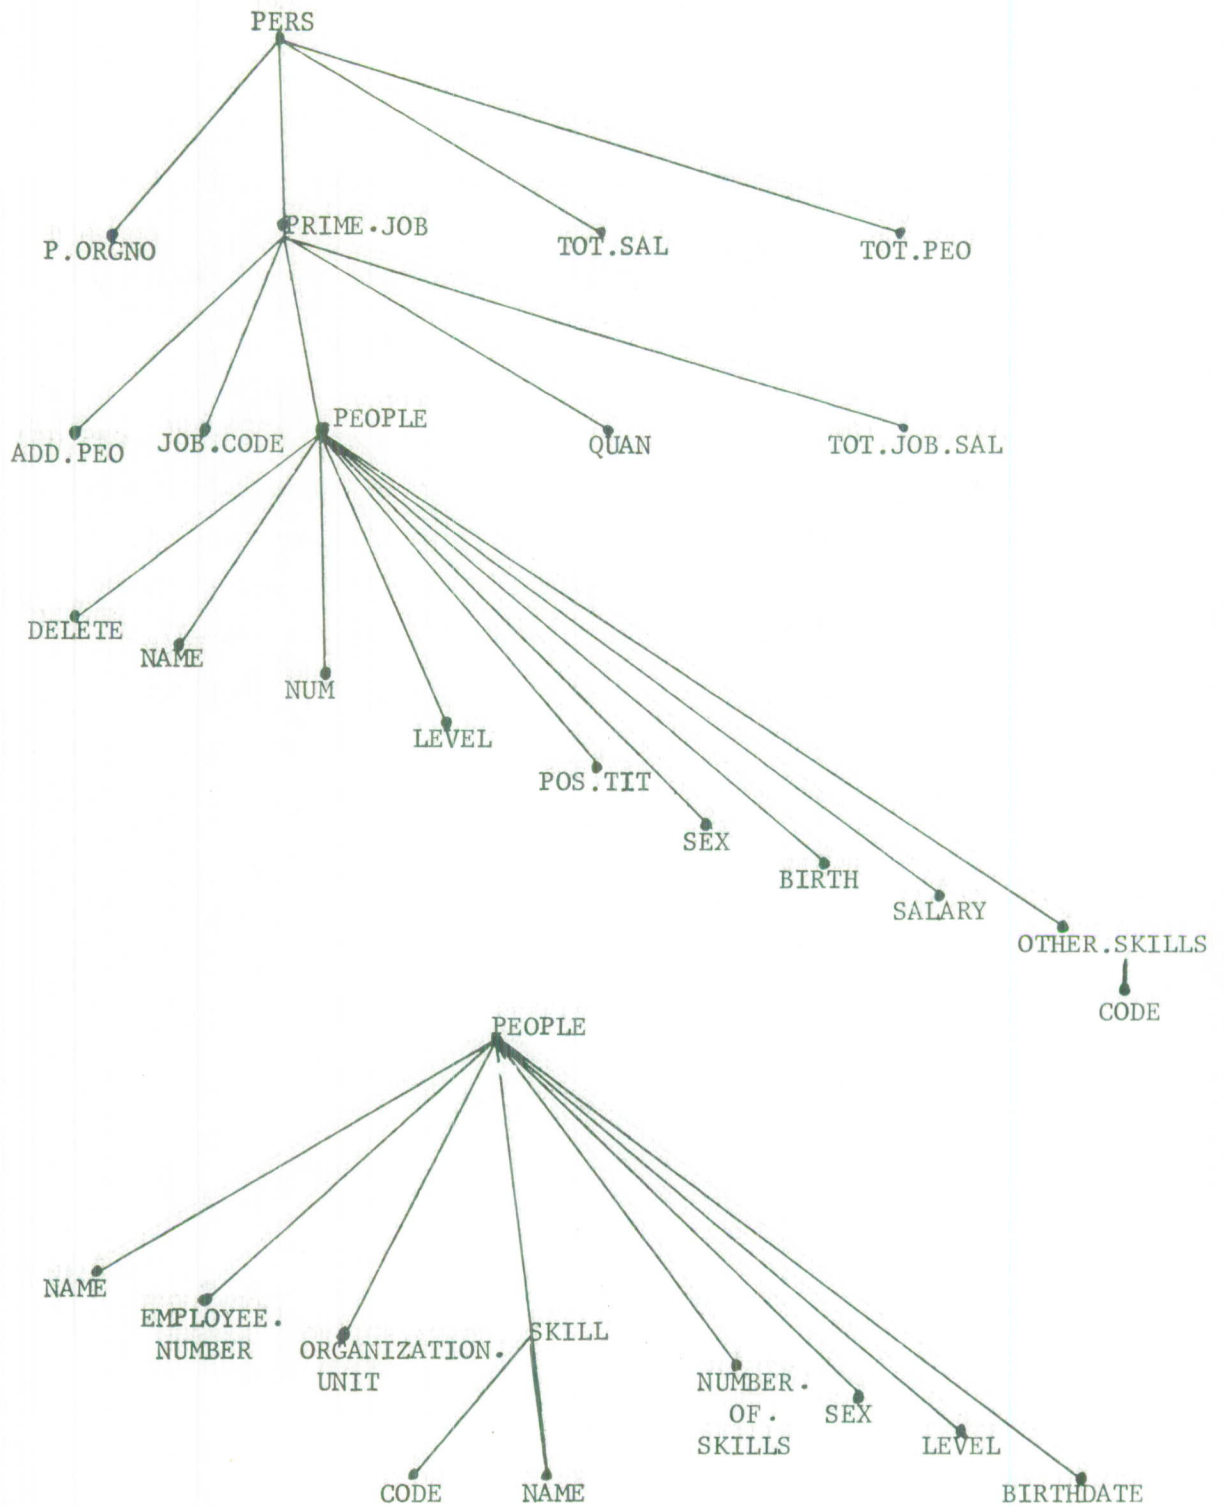 PERS
P.ORGNO
PRIME.JOB
TOT.SAL
TOT.PEO
ADD.PEO
JOB.CODE
PEOPLE
QUAN
TOT.JOB.SAL
DELETE
NAME
NUM
LEVEL
POS.TIT
SEX
BIRTH
SALARY
OTHER.SKILLS
CODE
PEOPLE
NAME
EMPLOYEE.
NUMBER
ORGANIZATION.
UNIT
SKILL
CODE
NAME
NUMBER.
OF.
SKILLS
SEX
LEVEL
BIRTHDATE